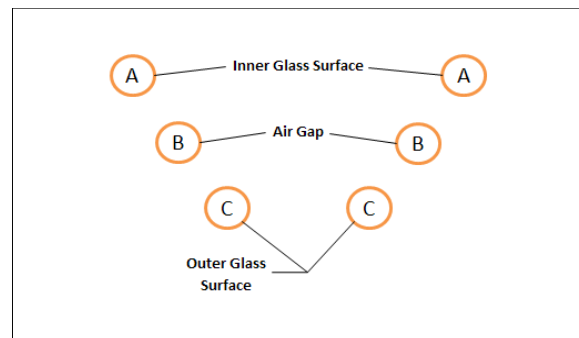 A Inner Glass Surface A
B Air Gap B
C C
Outer Glass
Surface